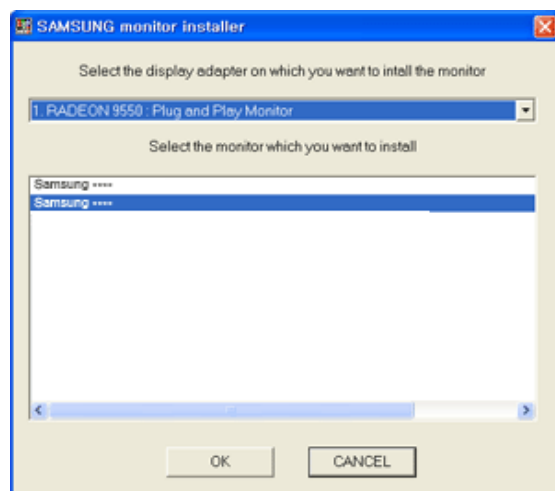 SAMSUNG monitor installer
Select the display adapter on which you want to intall the monitor
1. RADEON 9550 : Plug and Play Monitor
Select the monitor which you want to install
Samsung ----
Samsung ----
OK
CANCEL